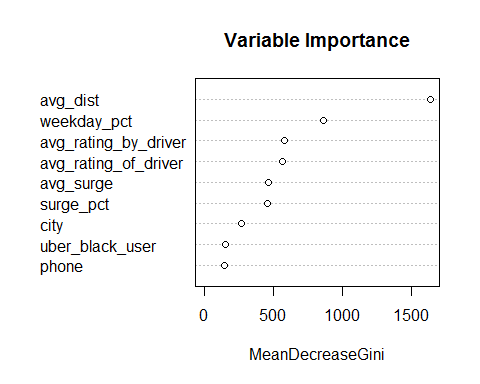 Variable Importance
avg_dist
weekday_pct
avg_rating_by_driver
avg_rating_of_driver
avg_surge
surge_pct
city
uber_black_user
phone
0 500 1000 1500
MeanDecreaseGini